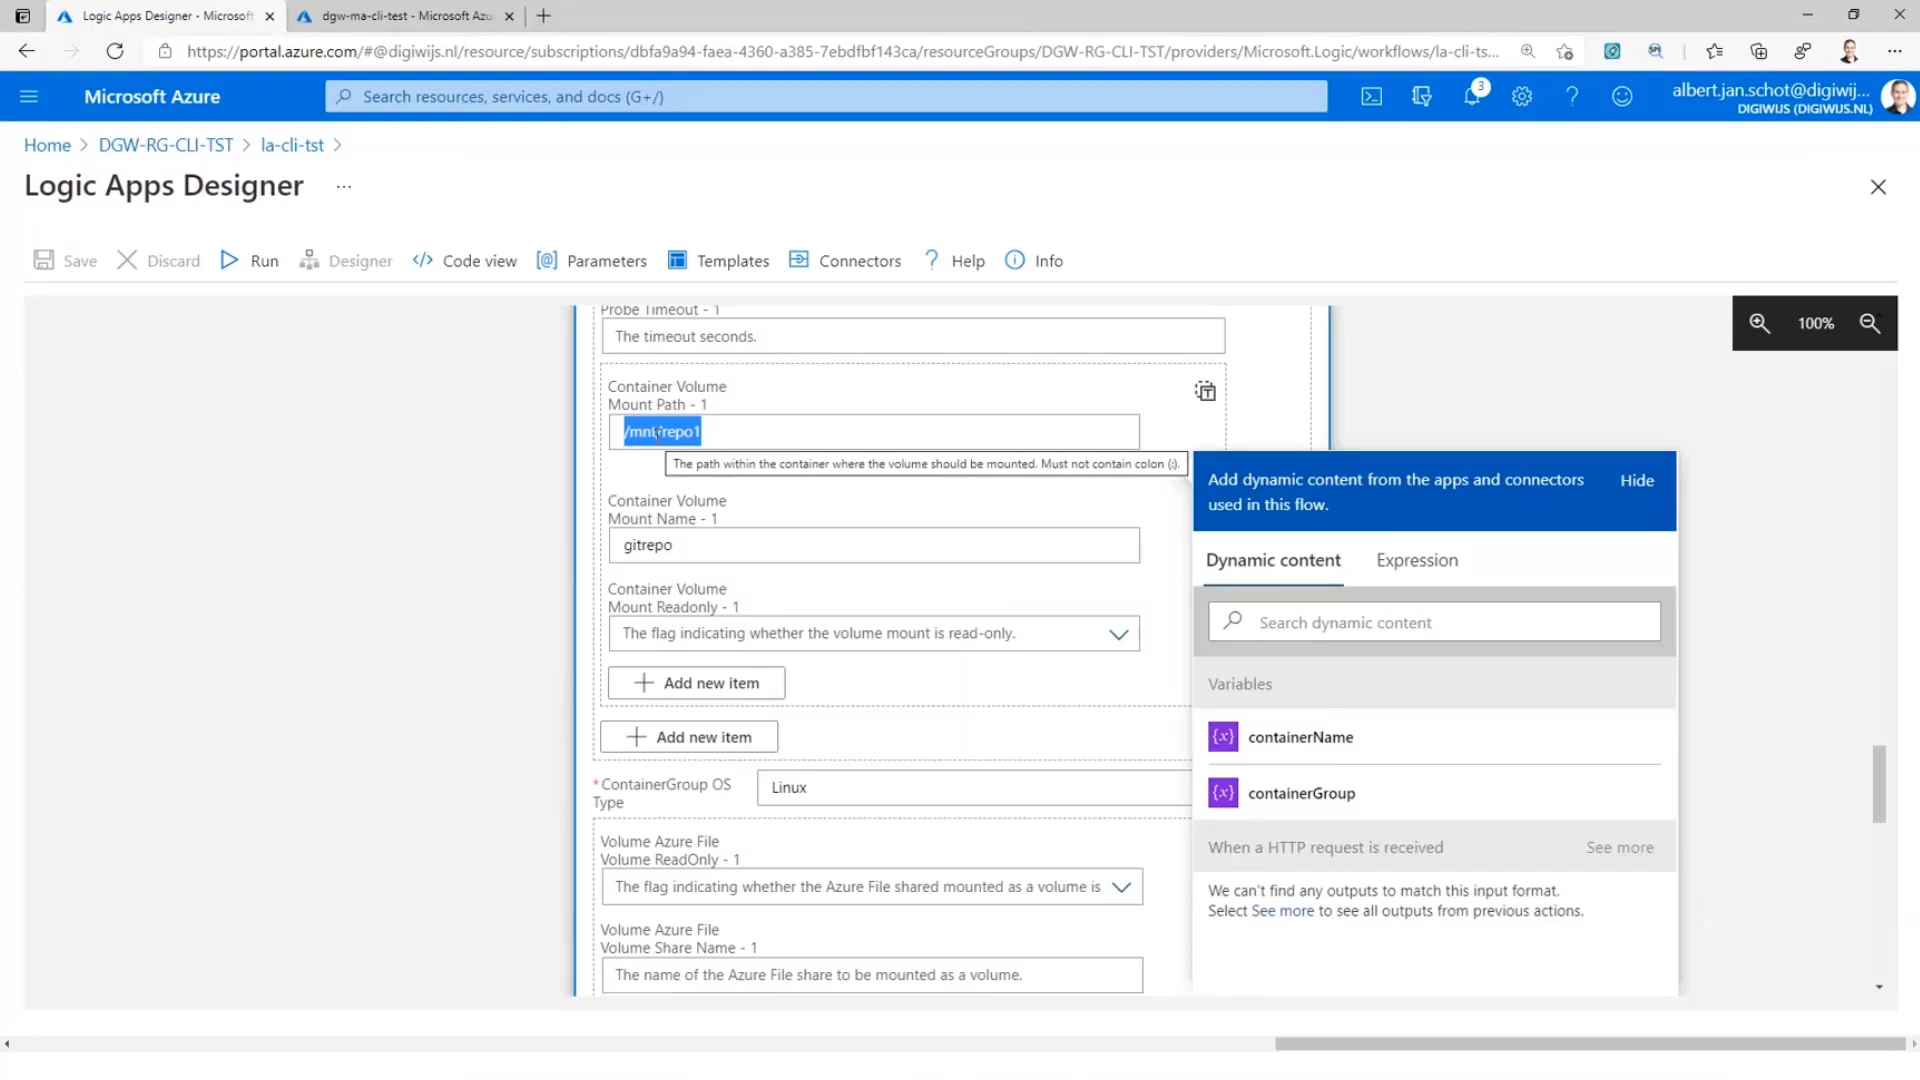 Logic Apps Designer - Microsoft
dgw-ma-cli-test - Microsoft Azu
https://portal.azure.com/#@digiwijs.nl/resource/subscriptions/dbfa9a94-faea-4360-a385-7ebdfbf143ca/resourceGroups/DGW-RG-CLI-TST/providers/Microsoft.Logic/workflows/la-cli-ts...
Microsoft Azure
Search resources, services, and docs (G+/)
3
albert.jan.schot@digiwij...
DIGIWIJS (DIGIWIJS.NL)
Home > DGW-RG-CLI-TST > la-cli-tst >
Logic Apps Designer ...
Save Discard Run Designer Code view Parameters Templates Connectors Help Info
100%
Probe Timeout - 1
The timeout seconds.
Container Volume
Mount Path - 1
/mnt/repo1
The path within the container where the volume should be mounted. Must not contain colon (:).
Container Volume
Mount Name - 1
gitrepo
Container Volume
Mount Readonly - 1
The flag indicating whether the volume mount is read-only.
Add new item
Add new item
*ContainerGroup OS
Type
Linux
Volume Azure File
Volume ReadOnly - 1
The flag indicating whether the Azure File shared mounted as a volume is
Volume Azure File
Volume Share Name - 1
The name of the Azure File share to be mounted as a volume.
Add dynamic content from the apps and connectors
used in this flow.
Hide
Dynamic content Expression
Search dynamic content
Variables
{x} containerName
{x} containerGroup
When a HTTP request is received See more
We can't find any outputs to match this input format.
Select See more to see all outputs from previous actions.